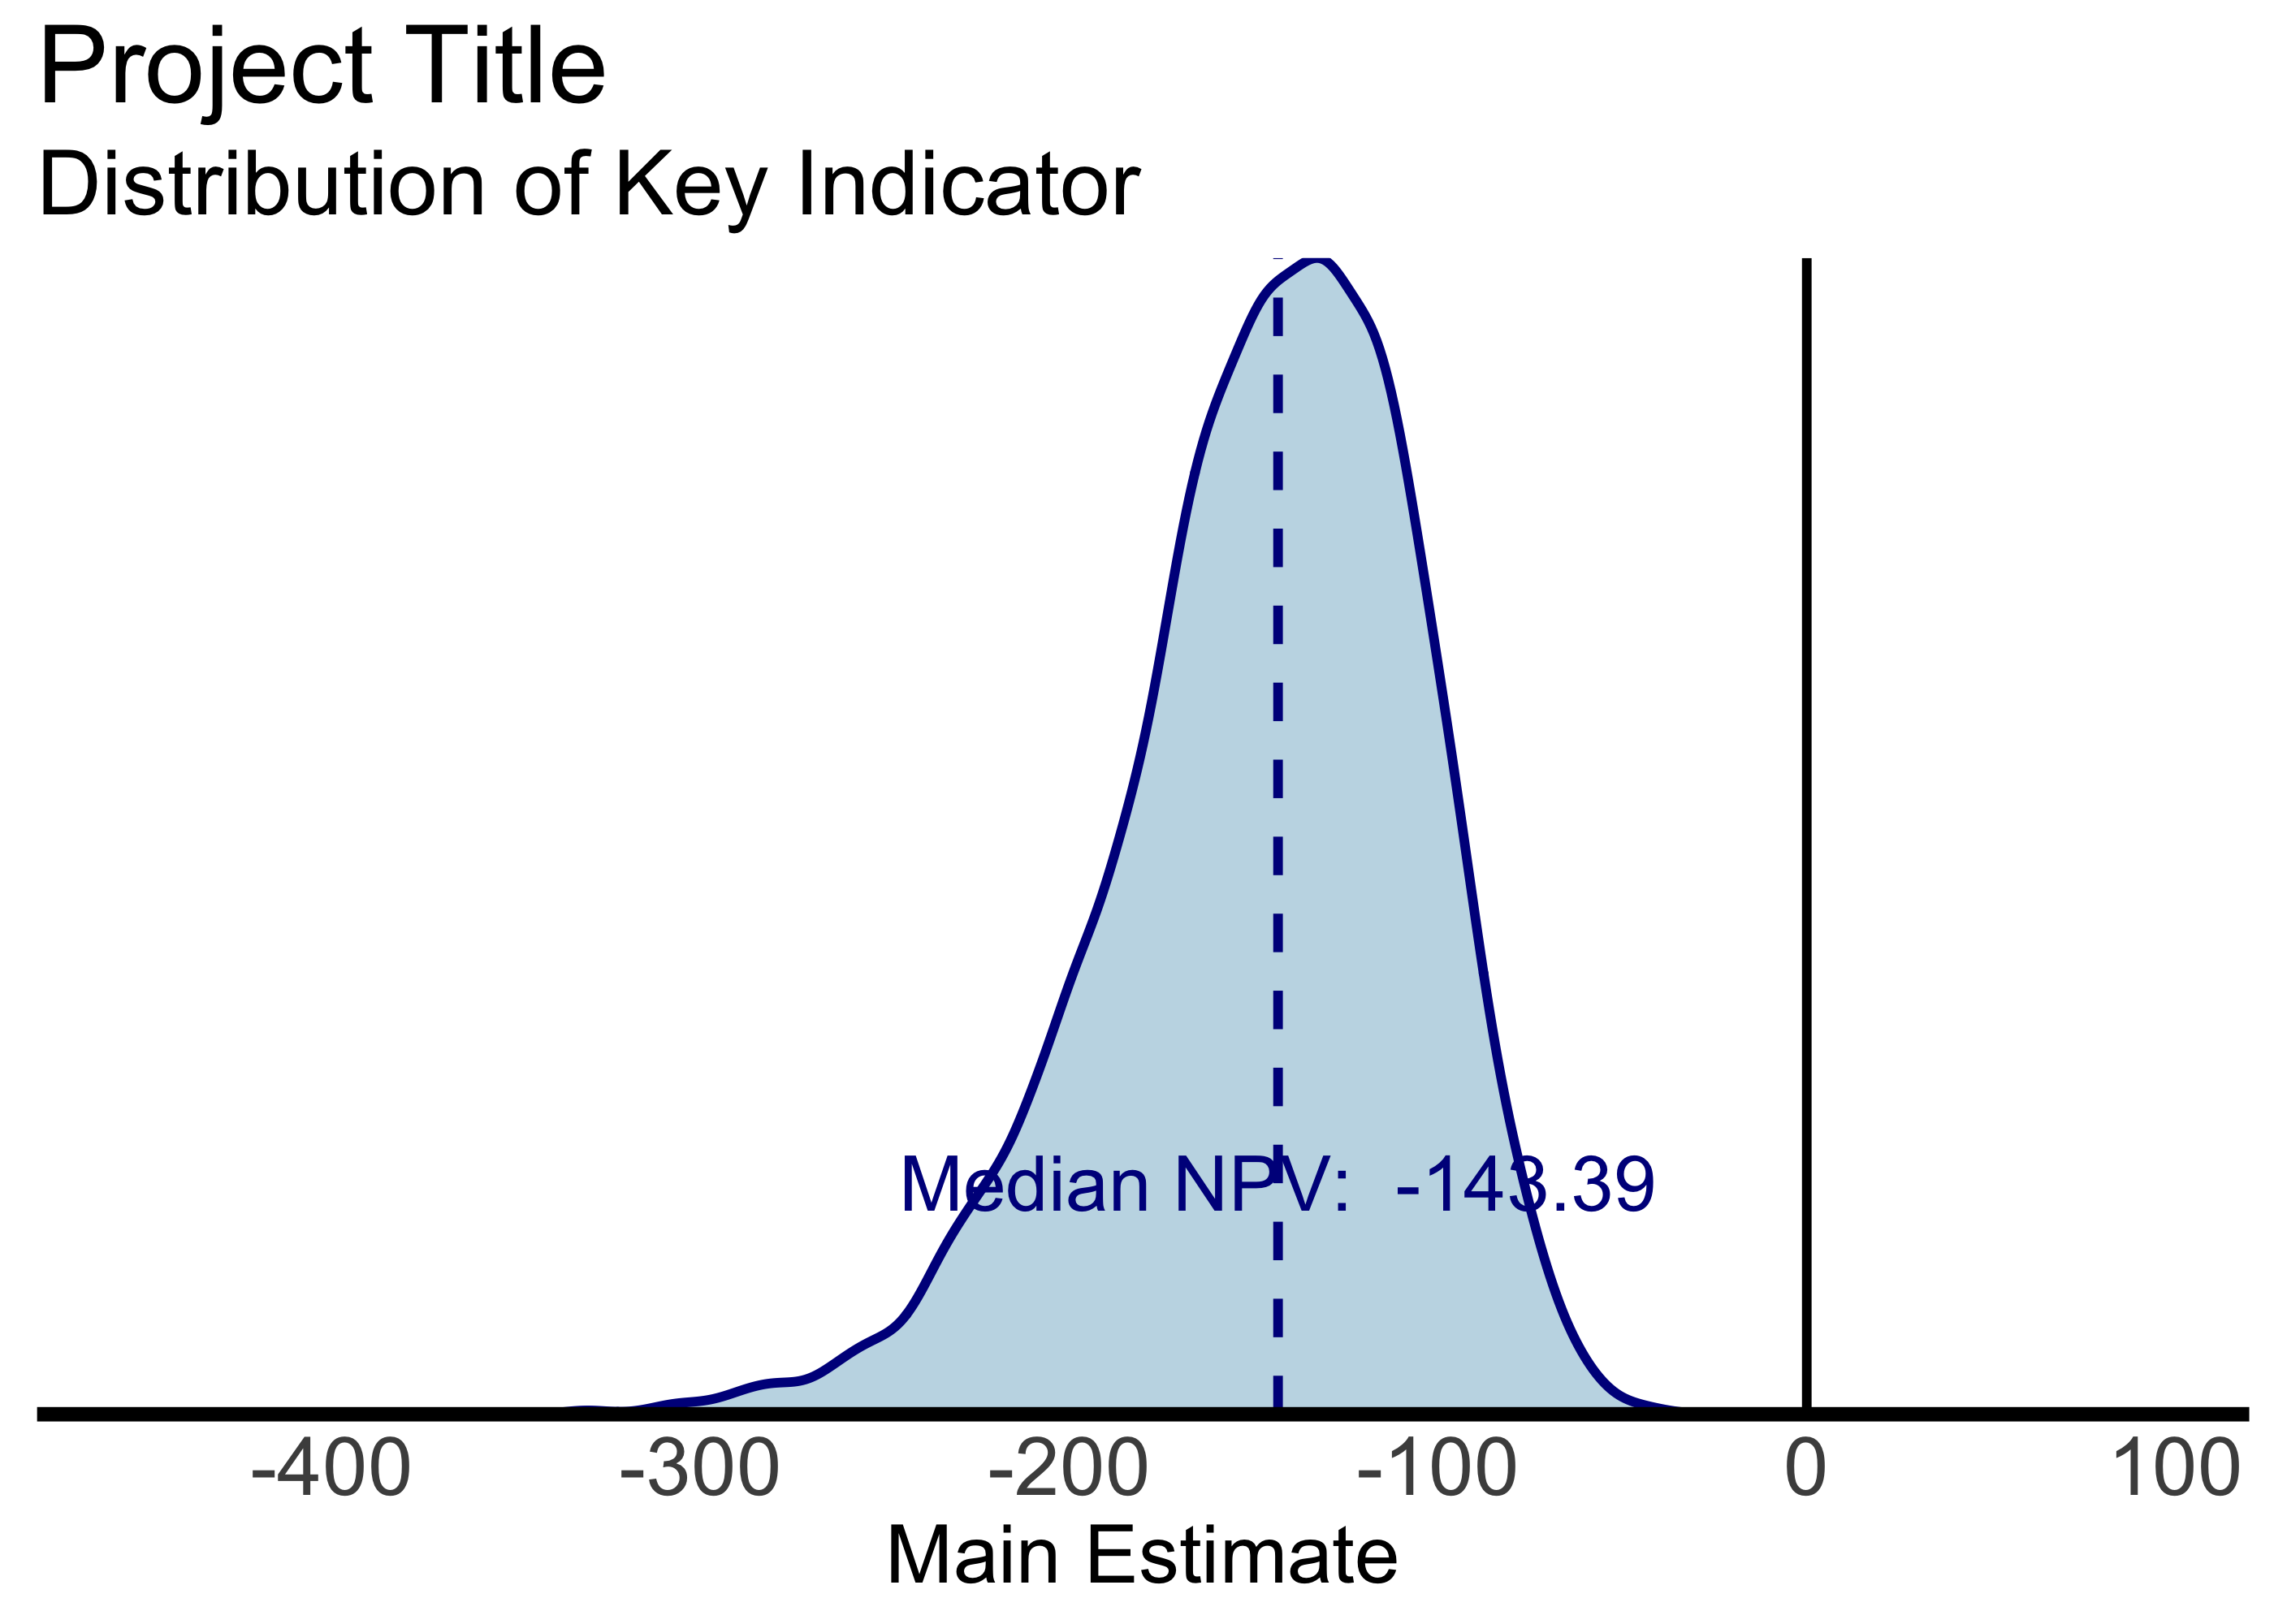 Project Title
Distribution of Key Indicator
Median NPV: -143.39
-400 -300 -200 -100 0 100
Main Estimate